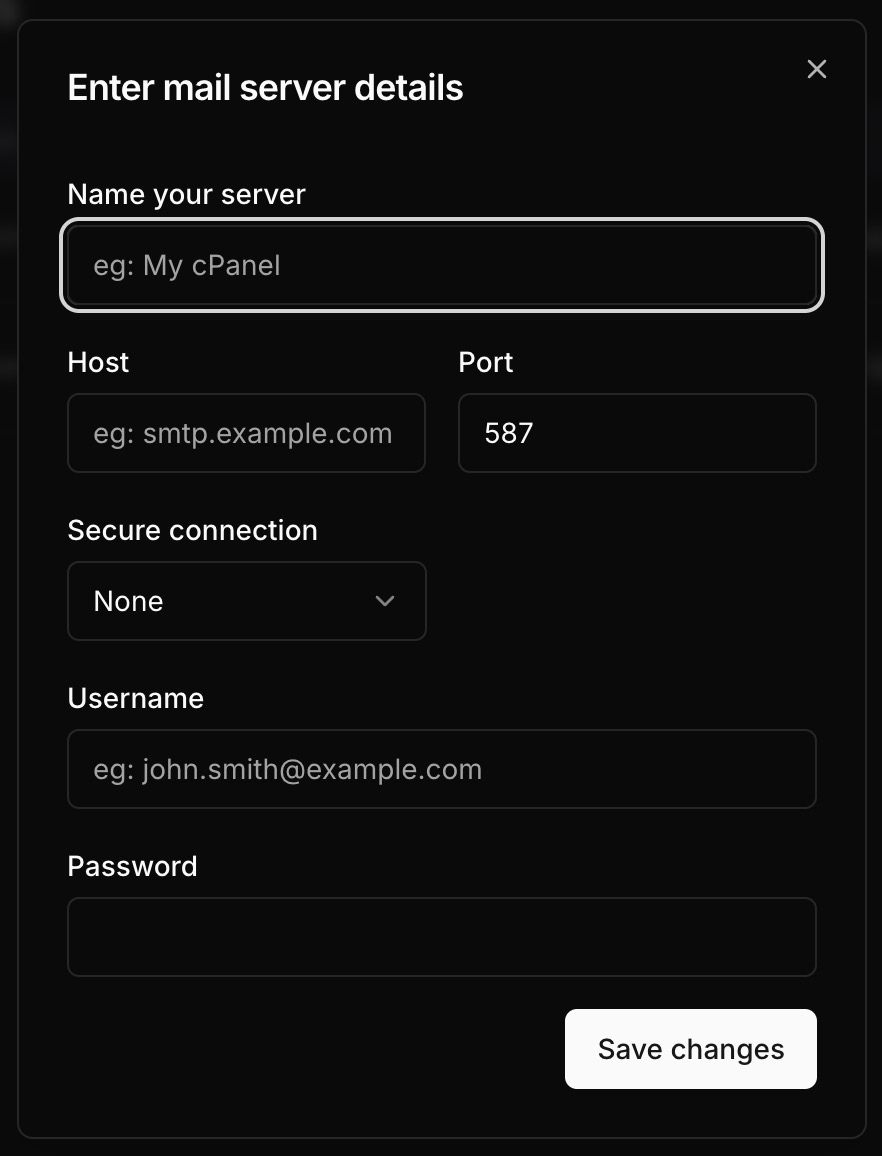 Enter mail server details
Name your server
eg: My cPanel
Host
Port
eg: smtp.example.com
587
Secure connection
None
Username
eg: john.smith@example.com
Password
Save changes